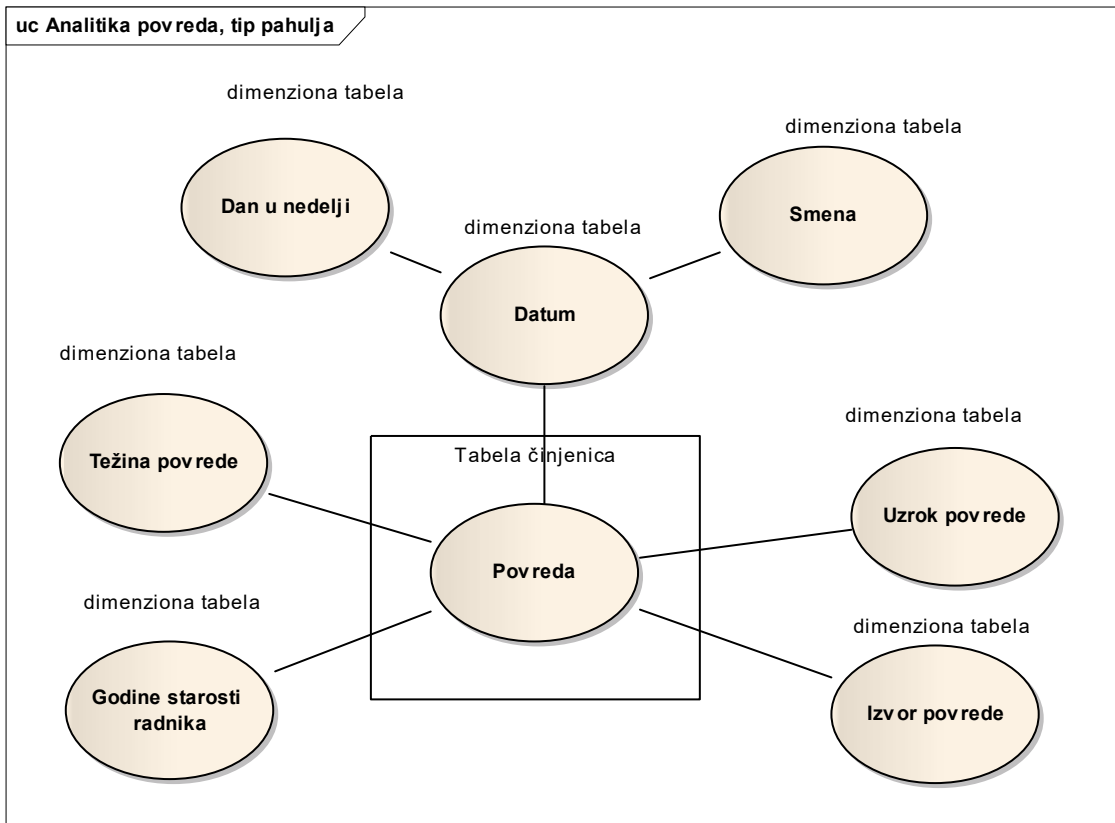 uc Analitika povreda, tip pahulja
dimenziona tabela
dimenziona tabela
Dan u nedelji
Smena
dimenziona tabela
Datum
dimenziona tabela
Težina povrede
dimenziona tabela
Uzrok povrede
Tabela činjenica
Povreda
dimenziona tabela
Godine starosti
radnika
dimenziona tabela
Izvor povrede